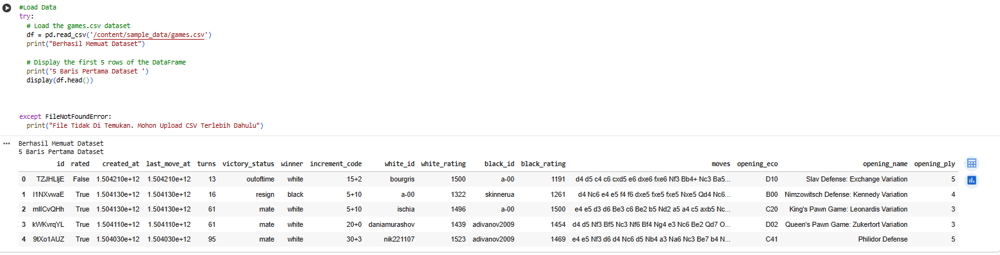 #Load Data
try:
# Load the games.csv dataset
df = pd.read_csv('/content/sample_data/games.csv')
print("Berhasil Memuat Dataset")
# Display the first 5 rows of the DataFrame
print('5 Baris Pertama Dataset ')
display(df.head())
except FileNotFoundError:
print("File Tidak Di Temukan. Mohon Upload CSV Terlebih Dahulu")
Berhasil Memuat Dataset
5 Baris Pertama Dataset
id rated created_at last_move_at turns victory_status winner increment_code white_id white_rating black_id black_rating moves opening_eco opening_name opening_ply
0 TZJHLljE False 1.504210e+12 1.504210e+12 13 outoftime white 15+2 bourgris 1500 a-00 1191 d4 d5 c4 c6 cxd5 e6 dxe6 fxe6 Nf3 Bb4+ Nc3 Ba5... D10 Slav Defense: Exchange Variation 5
1 l1NXvwaE True 1.504130e+12 1.504130e+12 16 resign black 5+10 a-00 1322 skinnerua 1261 d4 Nc6 e4 e5 f4 f6 dxe5 fxe5 fxe5 Nxe5 Qd4 Nc6... B00 Nimzowitsch Defense: Kennedy Variation 4
2 mIICvQHh True 1.504130e+12 1.504130e+12 61 mate white 5+10 ischia 1496 a-00 1500 e4 e5 d3 d6 Be3 c6 Be2 b5 Nd2 a5 a4 c5 axb5 Nc... C20 King's Pawn Game: Leonardis Variation 3
3 kWKvrqYL True 1.504110e+12 1.504110e+12 61 mate white 20+0 daniamurashov 1439 adivanov2009 1454 d4 d5 Nf3 Bf5 Nc3 Nf6 Bf4 Ng4 e3 Nc6 Be2 Qd7 O... D02 Queen's Pawn Game: Zukertort Variation 3
4 9tXo1AUZ True 1.504030e+12 1.504030e+12 95 mate white 30+3 nik221107 1523 adivanov2009 1469 e4 e5 Nf3 d6 d4 Nc6 d5 Nb4 a3 Na6 Nc3 Be7 b4 N... C41 Philidor Defense 5